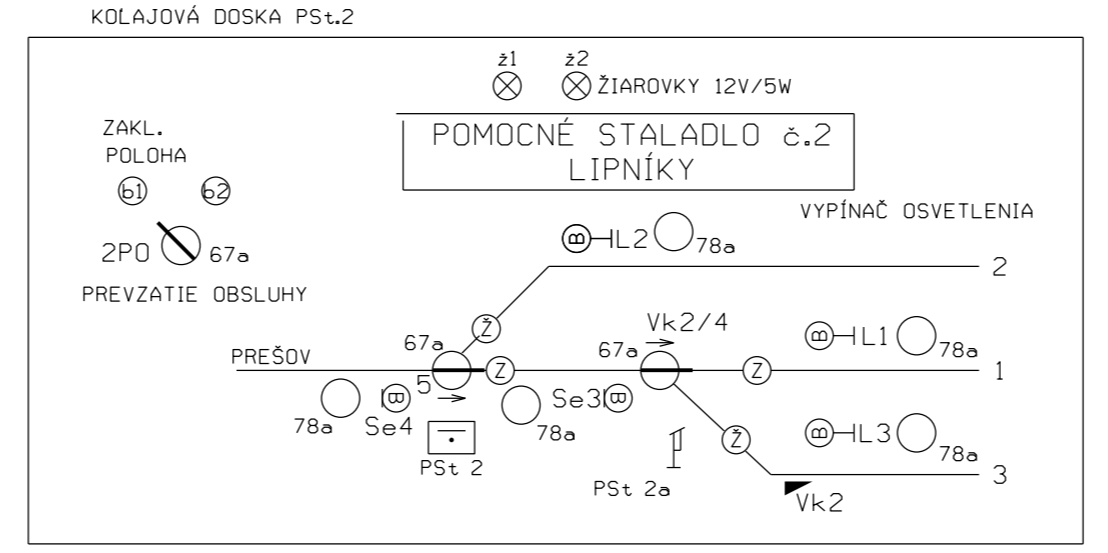 KOĽAJOVÁ DOSKA PSt.2
ž1 ž2
ŽIAROVKY 12V/5W
POMOCNÉ STALADLO č.2
LIPNÍKY
ZAKL.
POLOHA
b1 b2
2PO 67a
PREVZATIE OBSLUHY
VYPÍNAČ OSVETLENIA
B L2 78a
2
Ž
Vk2/4
67a 67a
B L1 78a
PREŠOV
5 Z Z 1
78a B Se4 78a Se3 B
PSt 2
PSt 2a
Ž
B L3 78a
3
Vk2